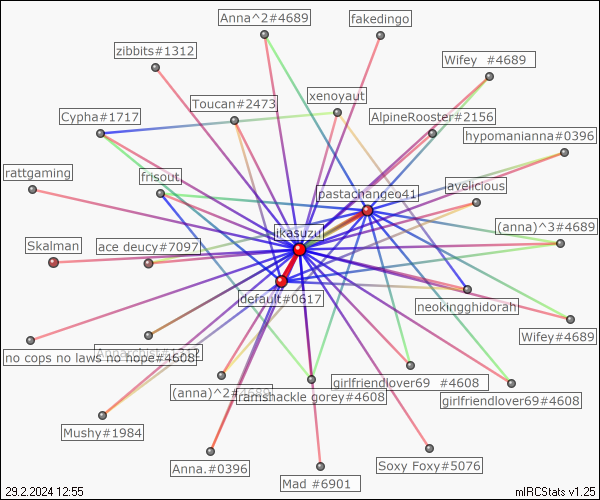 Anna^2#4689
fakedingo
zibbits#1312
Wifey  #4689
xenoyaut
Toucan#2473
Cypha#1717
AlpineRooster#2156
hypomanianna#0396
rattgaming
frisout
pastachangeo41
avelicious
(anna)^3#4689
ikasuzu
Skalman
ace deucy#7097
default#0617
neokingghidorah
Wifey#4689
no cops no laws no hope#4608
girlfriendlover69  #4608
(anna)^2#4689
ramshackle gorey#4608
girlfriendlover69#4608
Mushy#1984
Anna.#0396
Soxy Foxy#5076
Mad #6901
29.2.2024 12:55
mIRCStats v1.25